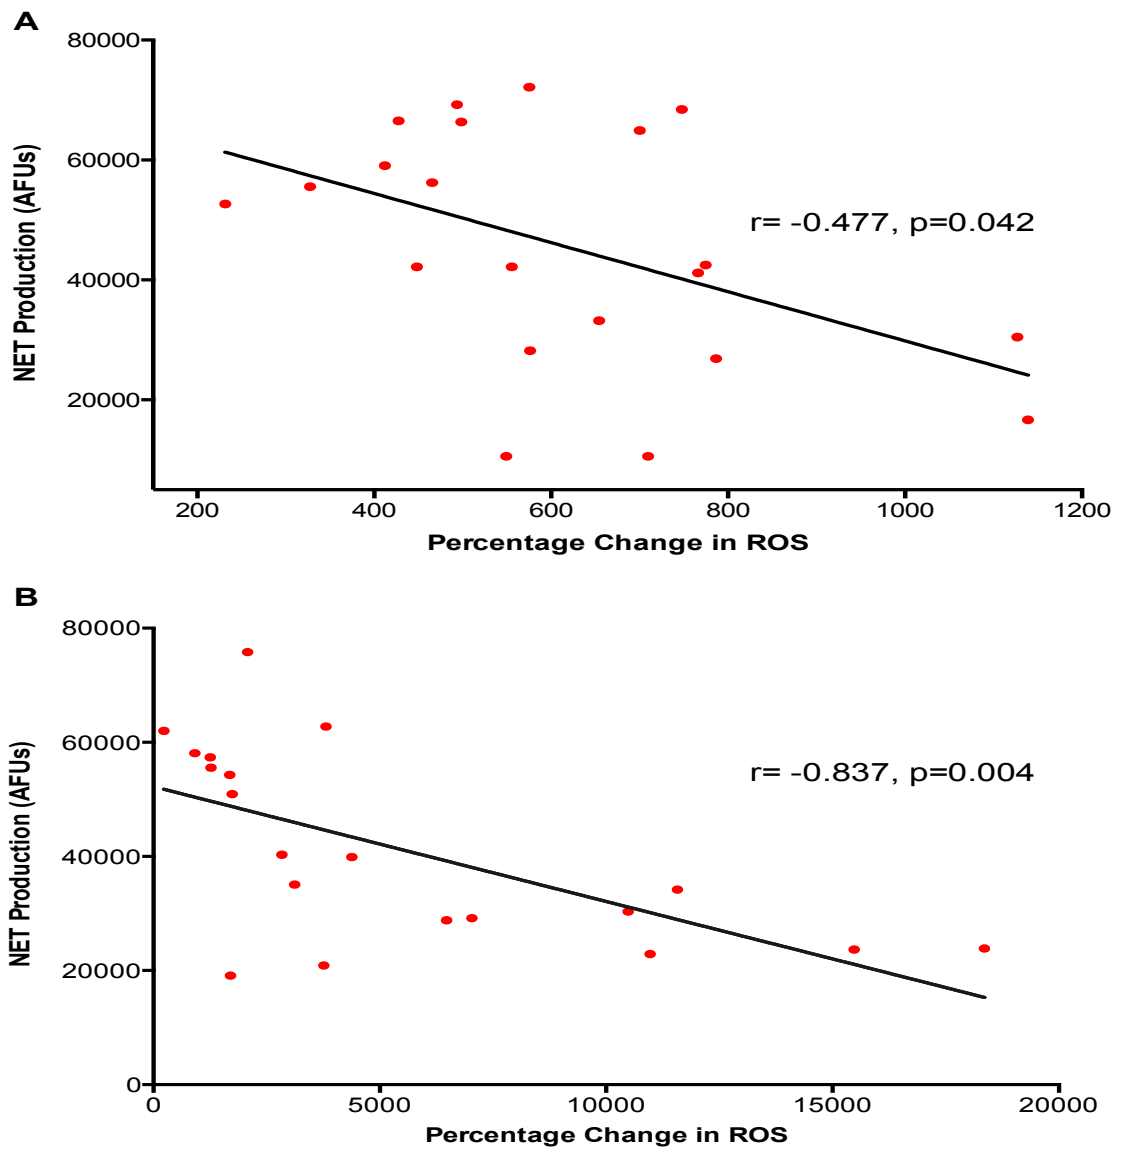 A
80000
60000
40000
20000
NET Production (AFUs)
r= -0.477, p=0.042
200 400 600 800 1000 1200
Percentage Change in ROS
B
80000
60000
40000
20000
0
NET Production (AFUs)
r= -0.837, p=0.004
0 5000 10000 15000 20000
Percentage Change in ROS